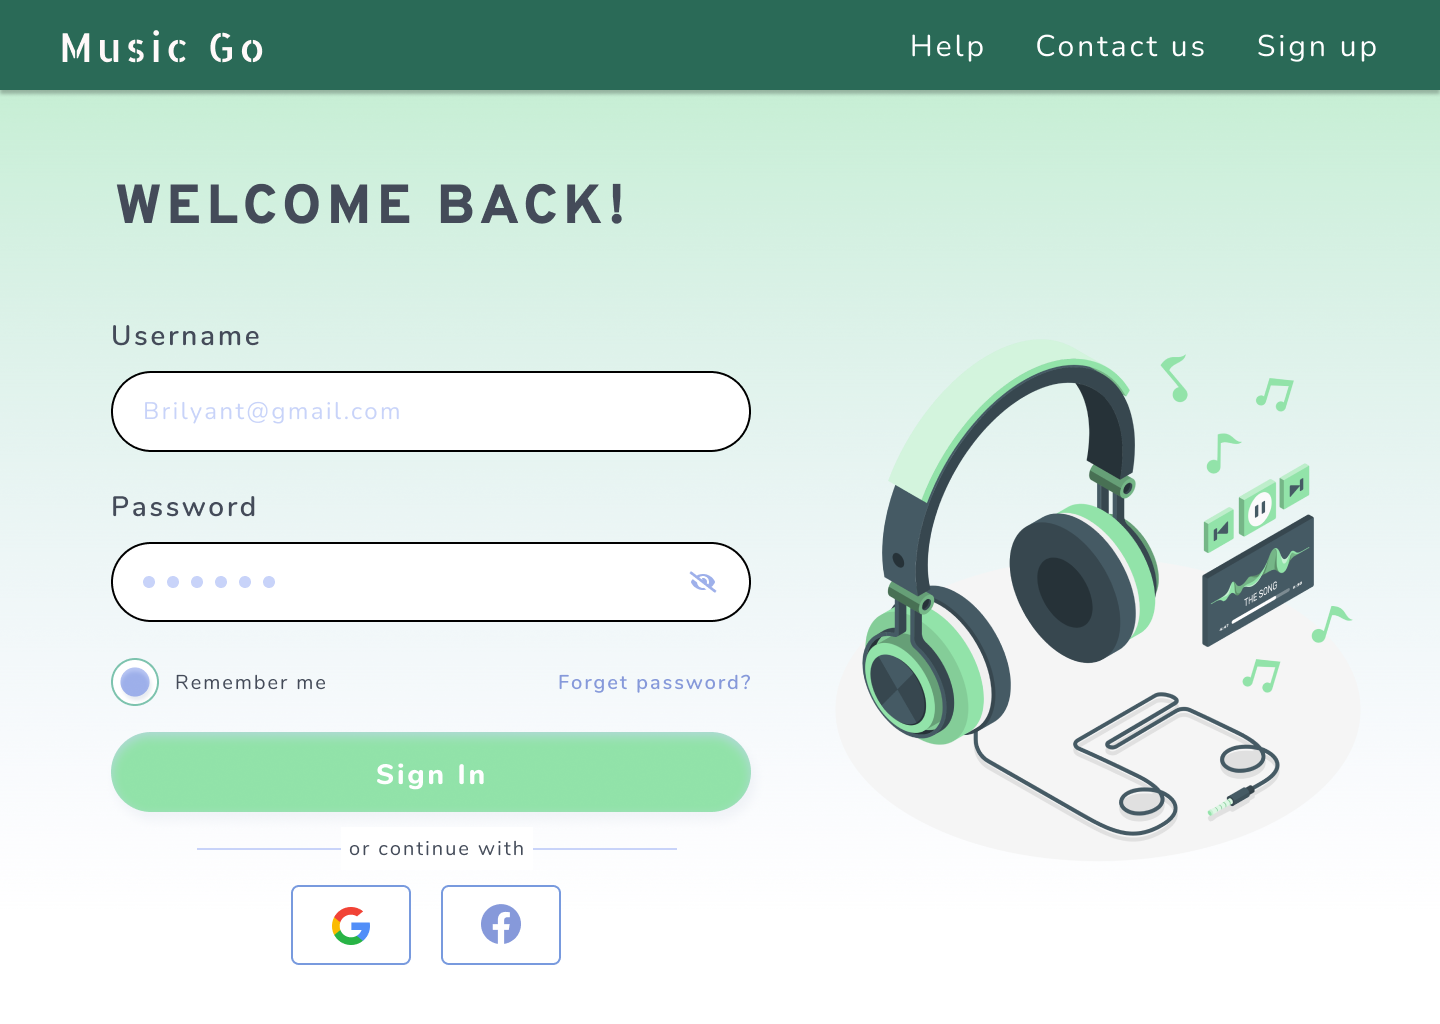 Music Go
Help Contact us Sign up
WELCOME BACK!
Username
Brilyant@gmail.com
Password
Remember me
Forget password?
Sign In
or continue with
THE SONG